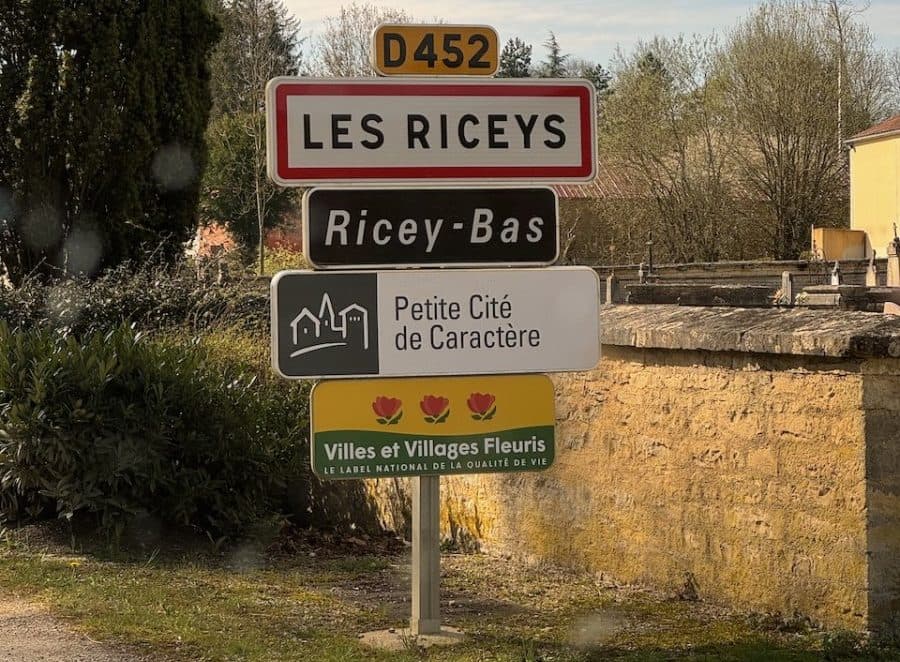 D 452
LES RICEYS
Ricey-Bas
Petite Cité
de Caractère
Villes et Villages Fleuris
LE LABEL NATIONAL DE LA QUALITÉ DE VIE